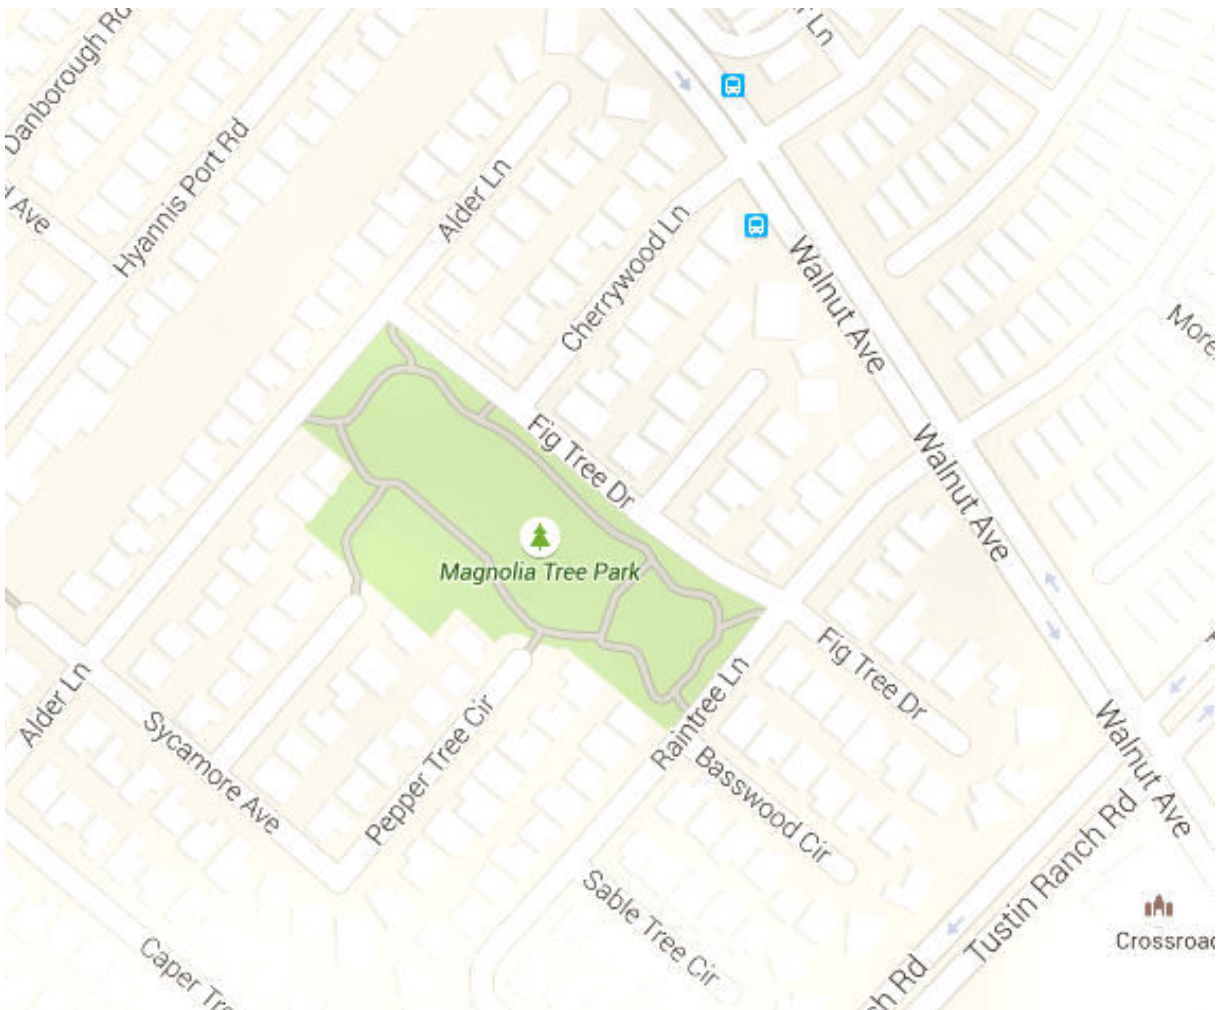 Danborough Rd
Ln
Hyannis Port Rd
Alder Ln
Ave
Cherrywood Ln
Walnut Ave
Fig Tree Dr
Walnut Ave
Magnolia Tree Park
Fig Tree Dr
Raintree Ln
Alder Ln
Sycamore Ave
Pepper Tree Cir
Basswood Cir
Walnut Ave
Tustin Ranch Rd
Sable Tree Cir
Caper
Rd